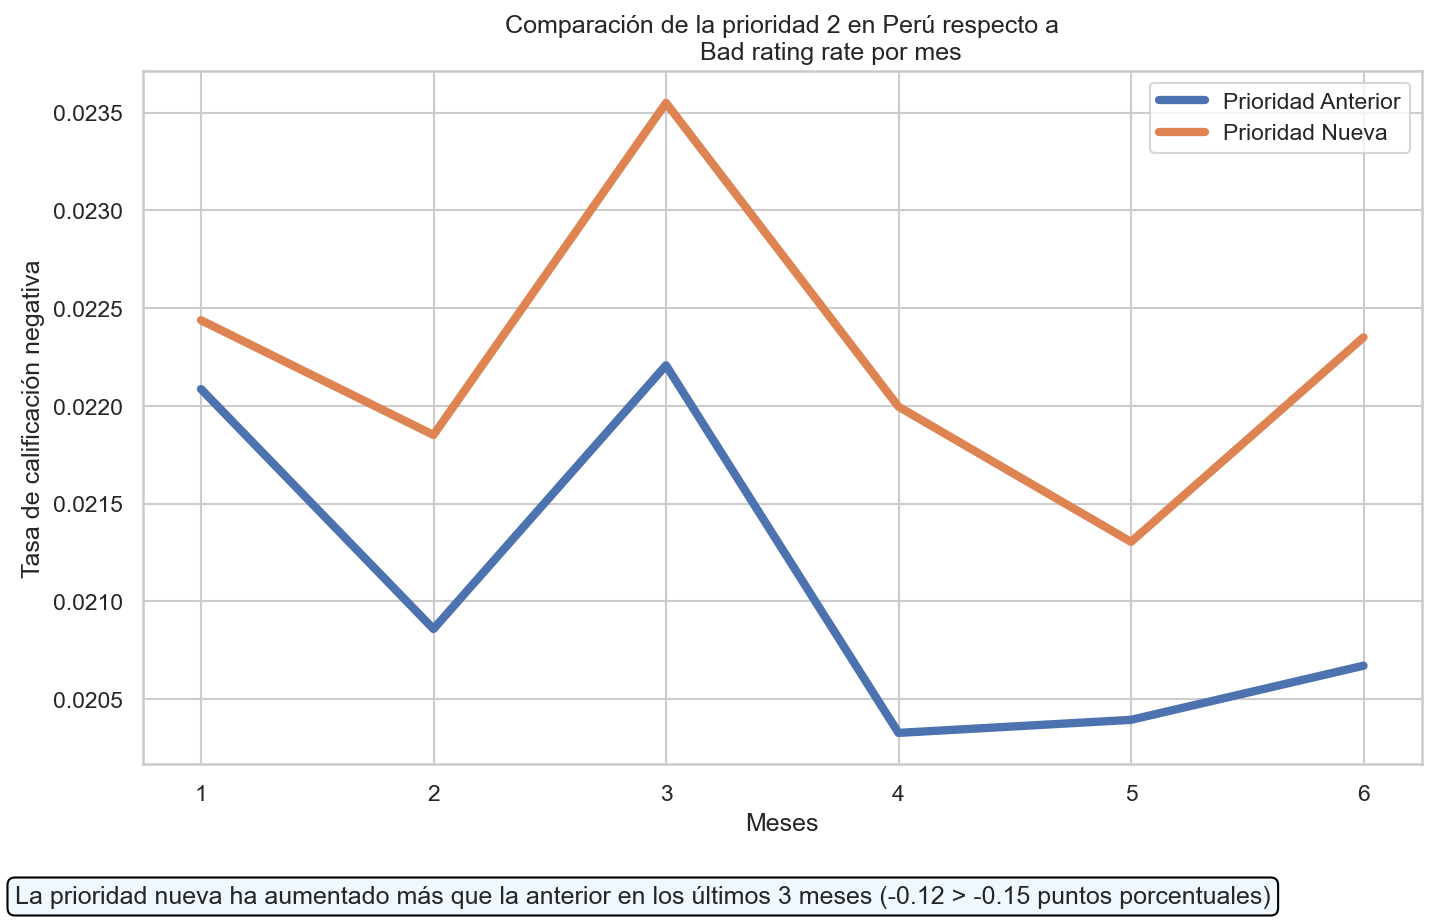 Comparación de la prioridad 2 en Perú respecto a
Bad rating rate por mes
Prioridad Anterior
Prioridad Nueva
Tasa de calificación negativa
0.0235
0.0230
0.0225
0.0220
0.0215
0.0210
0.0205
1 2 3 4 5 6
Meses
La prioridad nueva ha aumentado más que la anterior en los últimos 3 meses (-0.12 > -0.15 puntos porcentuales)